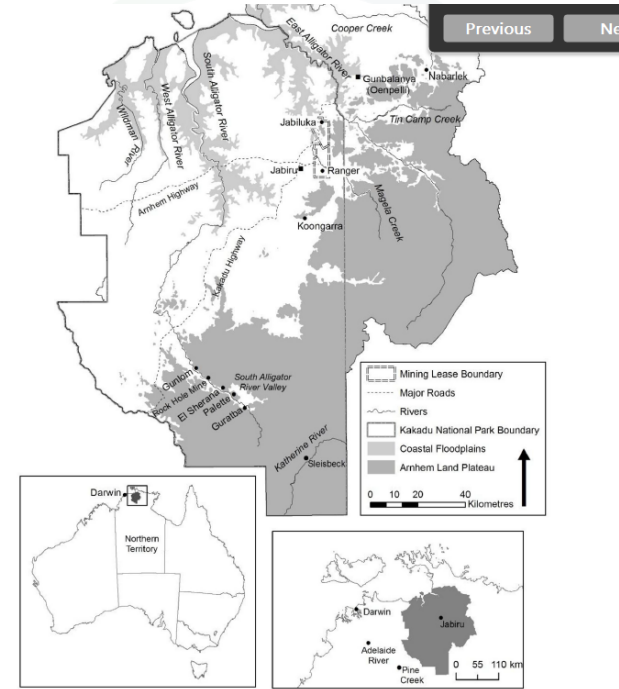 Previous
Ne
Cooper Creek
East Alligator River
South Alligator River
West Alligator River
Wildman
River
Gunbalanya
(Oenpelli)
Nabarlek
Jabiluka
Tin Camp Creek
Jabiru
Ranger
Arnhem Highway
Magela Creek
Koongarra
Kakadu Highway
Gunlom
Rock Hole Mine
El Sherana
Palette
Guratba
South Alligator
River Valley
Katherine River
Sleisbeck
Mining Lease Boundary
Major Roads
Rivers
Kakadu National Park Boundary
Coastal Floodplains
Arnhem Land Plateau
0 10 20 40
Kilometres
Darwin
Northern
Territory
Darwin
Jabiru
Adelaide
River
Pine
Creek
0 55 110 km